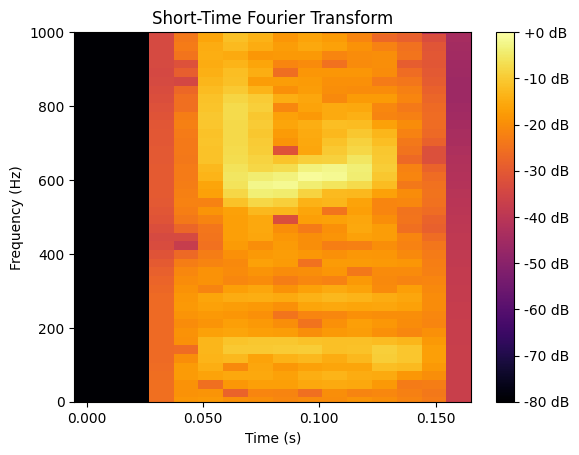 Short-Time Fourier Transform
1000
800
600
400
200
0
Frequency (Hz)
0.000
0.050
0.100
0.150
Time (s)
+0 dB
-10 dB
-20 dB
-30 dB
-40 dB
-50 dB
-60 dB
-70 dB
-80 dB